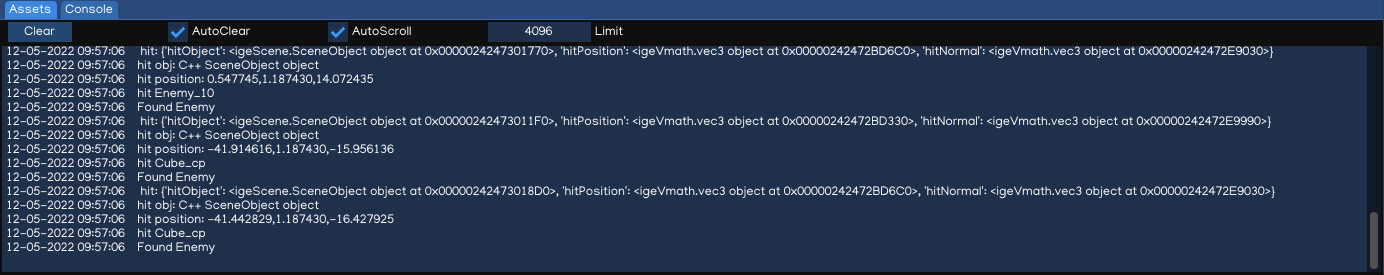 Assets Console
Clear AutoClear AutoScroll 4096 Limit
12-05-2022 09:57:06 hit: {'hitObject': <igeScene.SceneObject object at 0x0000024247301770>, 'hitPosition': <igeVmath.vec3 object at 0x00000242472BD6C0>, 'hitNormal': <igeVmath.vec3 object at 0x00000242472E9030>}
12-05-2022 09:57:06 hit obj: C++ SceneObject object
12-05-2022 09:57:06 hit position: 0.547745,1.187430,14.072435
12-05-2022 09:57:06 hit Enemy_10
12-05-2022 09:57:06 Found Enemy
12-05-2022 09:57:06 hit: {'hitObject': <igeScene.SceneObject object at 0x00000242473011F0>, 'hitPosition': <igeVmath.vec3 object at 0x00000242472BD330>, 'hitNormal': <igeVmath.vec3 object at 0x00000242472E9990>}
12-05-2022 09:57:06 hit obj: C++ SceneObject object
12-05-2022 09:57:06 hit position: -41.914616,1.187430,-15.956136
12-05-2022 09:57:06 hit Cube_cp
12-05-2022 09:57:06 Found Enemy
12-05-2022 09:57:06 hit: {'hitObject': <igeScene.SceneObject object at 0x00000242473018D0>, 'hitPosition': <igeVmath.vec3 object at 0x00000242472BD6C0>, 'hitNormal': <igeVmath.vec3 object at 0x00000242472E9030>}
12-05-2022 09:57:06 hit obj: C++ SceneObject object
12-05-2022 09:57:06 hit position: -41.442829,1.187430,-16.427925
12-05-2022 09:57:06 hit Cube_cp
12-05-2022 09:57:06 Found Enemy